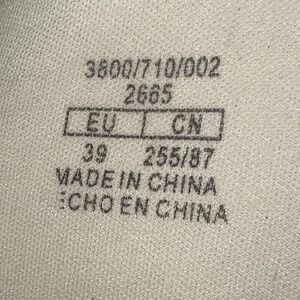 3800/710/002
2665
EU CN
39 255/87
MADE IN CHINA
ECHO EN CHINA